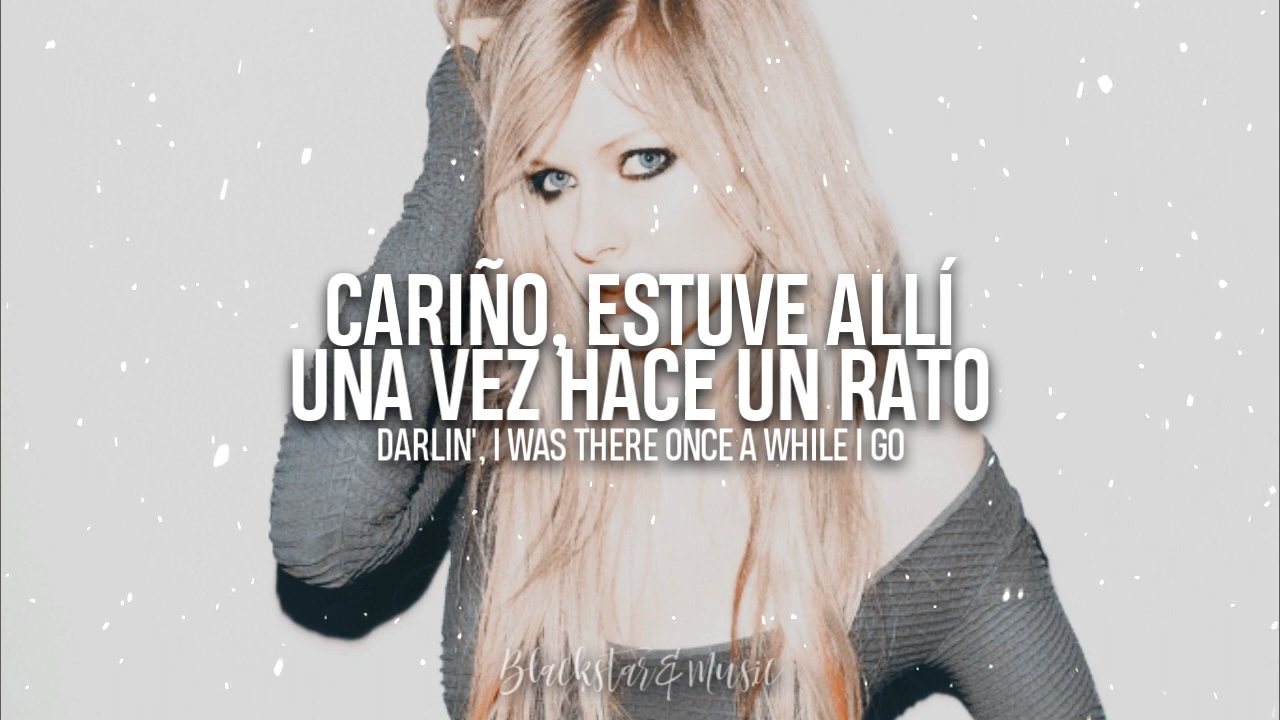 CARIÑO, ESTUVE ALLÍ
UNA VEZ HACE UN RATO
DARLIN', I WAS THERE ONCE A WHILE I GO
Blackstar&Music